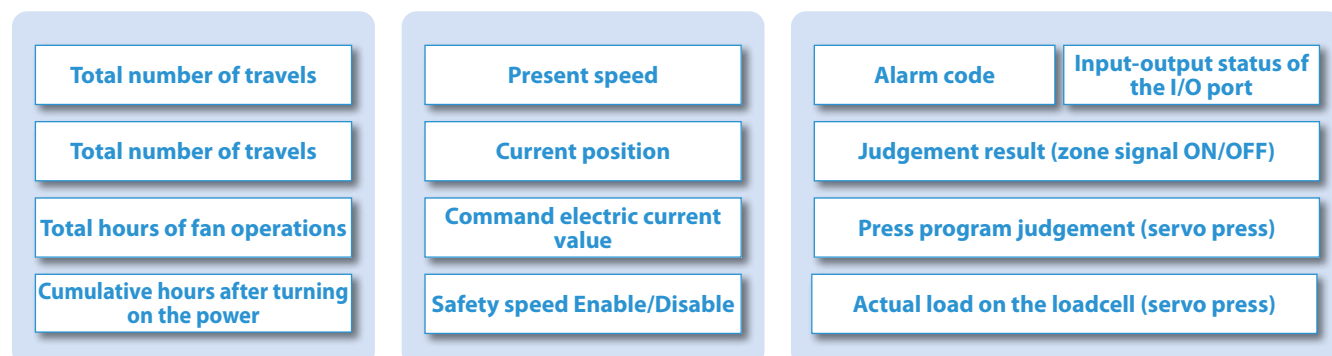 Total number of travels
Total number of travels
Total hours of fan operations
Cumulative hours after turning
on the power
Present speed
Current position
Command electric current
value
Safety speed Enable/Disable
Alarm code
Input-output status of
the I/O port
Judgement result (zone signal ON/OFF)
Press program judgement (servo press)
Actual load on the loadcell (servo press)